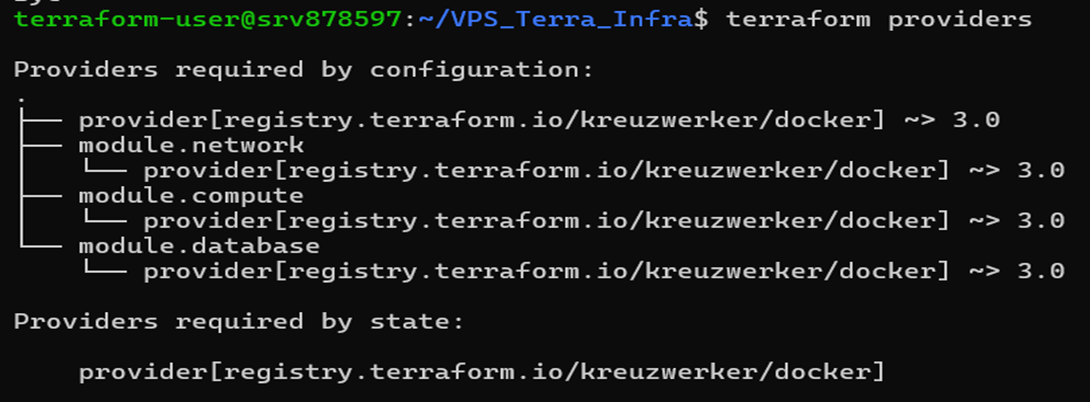 terraform-user@srv878597:~/VPS_Terra_Infra$ terraform providers
Providers required by configuration:
.
├── provider[registry.terraform.io/kreuzwerker/docker] ~> 3.0
├── module.network
│   └── provider[registry.terraform.io/kreuzwerker/docker] ~> 3.0
├── module.compute
│   └── provider[registry.terraform.io/kreuzwerker/docker] ~> 3.0
└── module.database
    └── provider[registry.terraform.io/kreuzwerker/docker] ~> 3.0
Providers required by state:
    provider[registry.terraform.io/kreuzwerker/docker]